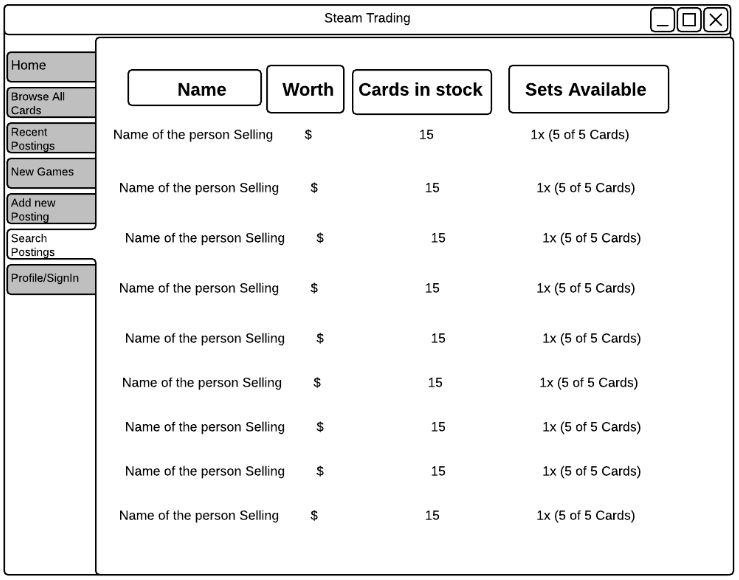 Steam Trading
Home
Browse All
Cards
Recent
Postings
New Games
Add new
Posting
Search
Postings
Profile/SignIn
Name Worth Cards in stock Sets Available
Name of the person Selling $ 15 1x (5 of 5 Cards)
Name of the person Selling $ 15 1x (5 of 5 Cards)
Name of the person Selling $ 15 1x (5 of 5 Cards)
Name of the person Selling $ 15 1x (5 of 5 Cards)
Name of the person Selling $ 15 1x (5 of 5 Cards)
Name of the person Selling $ 15 1x (5 of 5 Cards)
Name of the person Selling $ 15 1x (5 of 5 Cards)
Name of the person Selling $ 15 1x (5 of 5 Cards)
Name of the person Selling $ 15 1x (5 of 5 Cards)